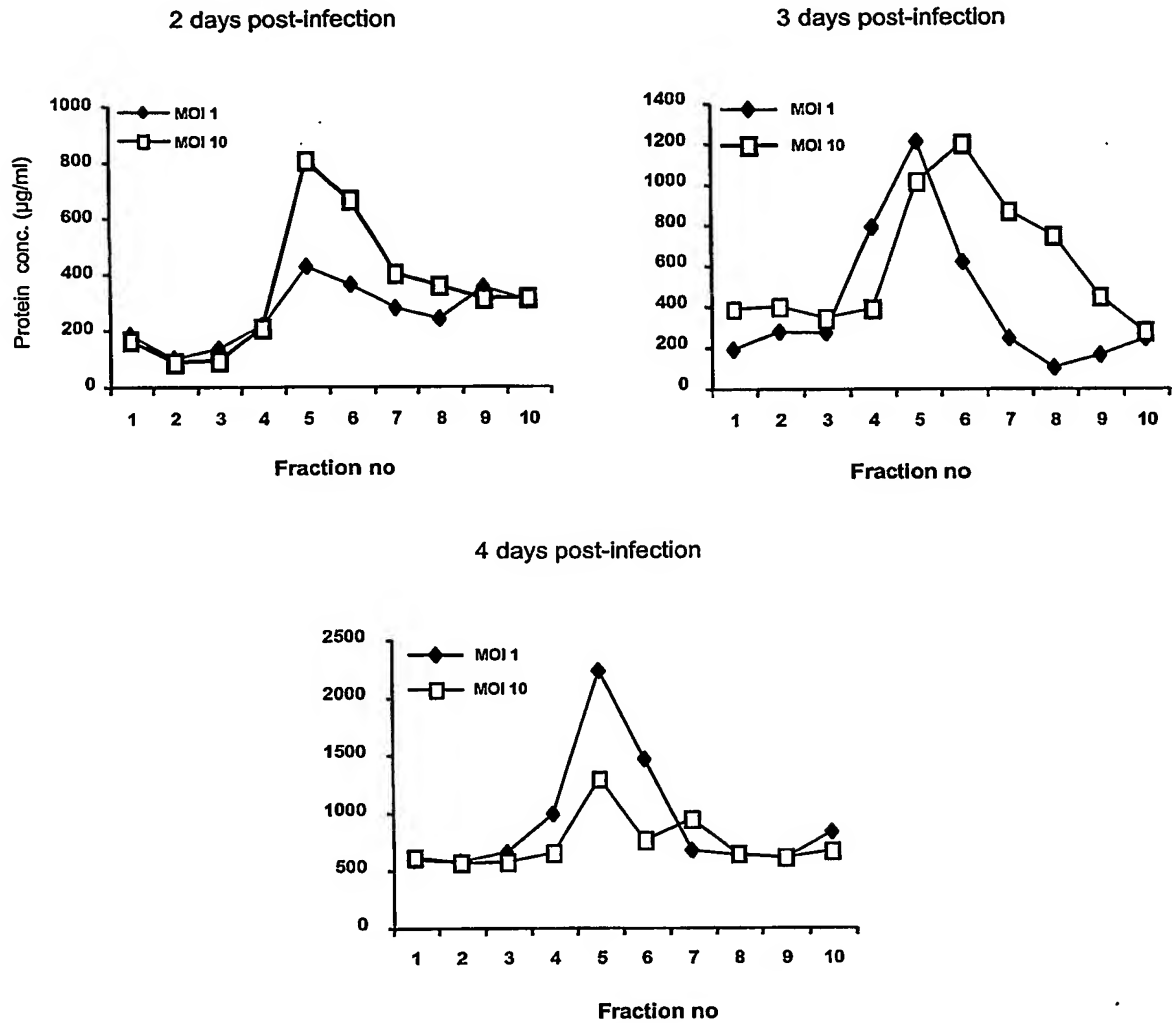 2 days post-infection
1000
800
600
400
200
0
Protein conc. (µg/ml)
MOI 1
MOI 10
1 2 3 4 5 6 7 8 9 10
Fraction no
3 days post-infection
1400
1200
1000
800
600
400
200
0
MOI 1
MOI 10
1 2 3 4 5 6 7 8 9 10
Fraction no
4 days post-infection
2500
2000
1500
1000
500
0
MOI 1
MOI 10
1 2 3 4 5 6 7 8 9 10
Fraction no